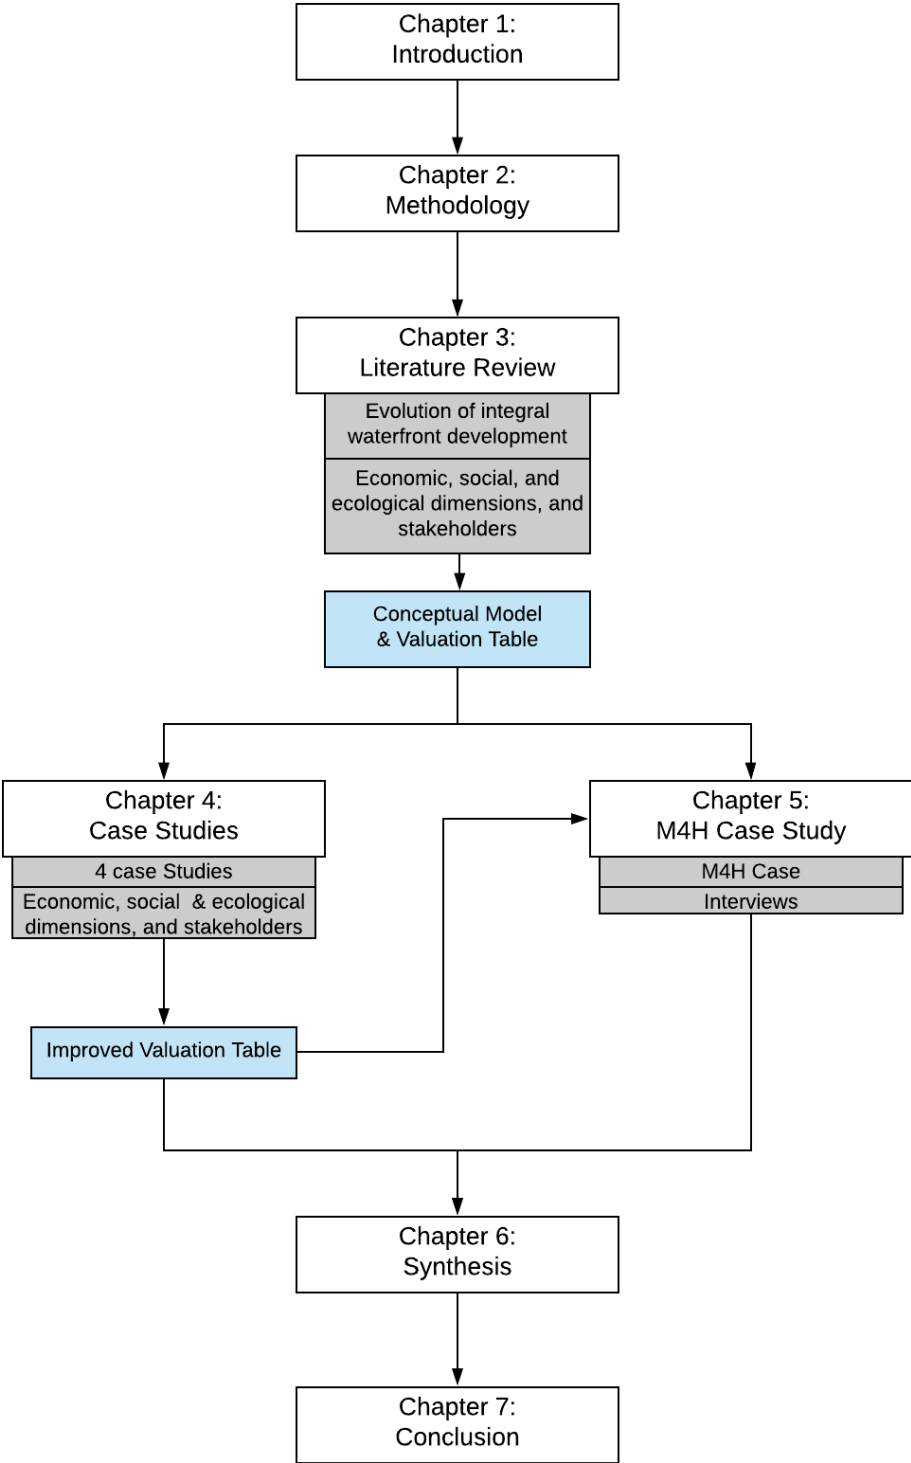 Chapter 1:
Introduction
Chapter 2:
Methodology
Chapter 3:
Literature Review
Evolution of integral
waterfront development
Economic, social, and
ecological dimensions, and
stakeholders
Conceptual Model
& Valuation Table
Chapter 4:
Case Studies
4 case Studies
Economic, social & ecological
dimensions, and stakeholders
Improved Valuation Table
Chapter 5:
M4H Case Study
M4H Case
Interviews
Chapter 6:
Synthesis
Chapter 7:
Conclusion